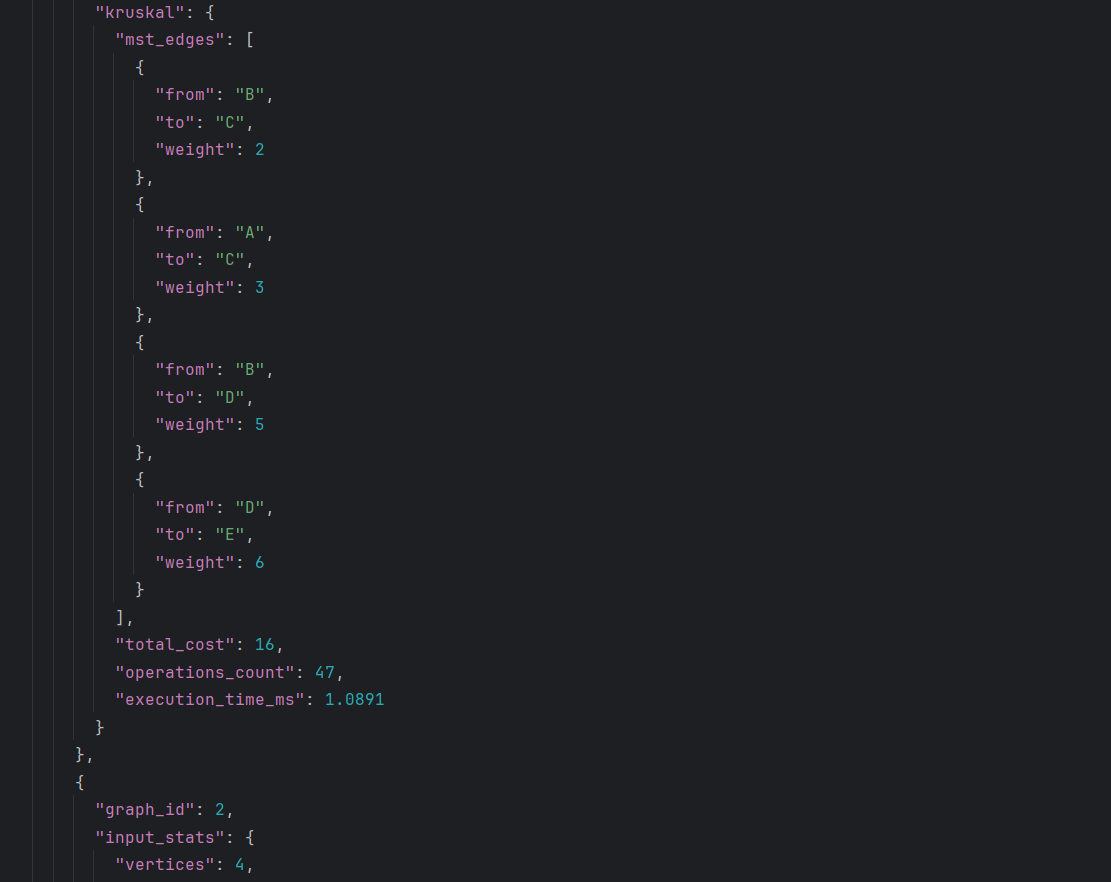 "kruskal": {
"mst_edges": [
{
"from": "B",
"to": "C",
"weight": 2
},
{
"from": "A",
"to": "C",
"weight": 3
},
{
"from": "B",
"to": "D",
"weight": 5
},
{
"from": "D",
"to": "E",
"weight": 6
}
],
"total_cost": 16,
"operations_count": 47,
"execution_time_ms": 1.0891
}
},
{
"graph_id": 2,
"input_stats": {
"vertices": 4,